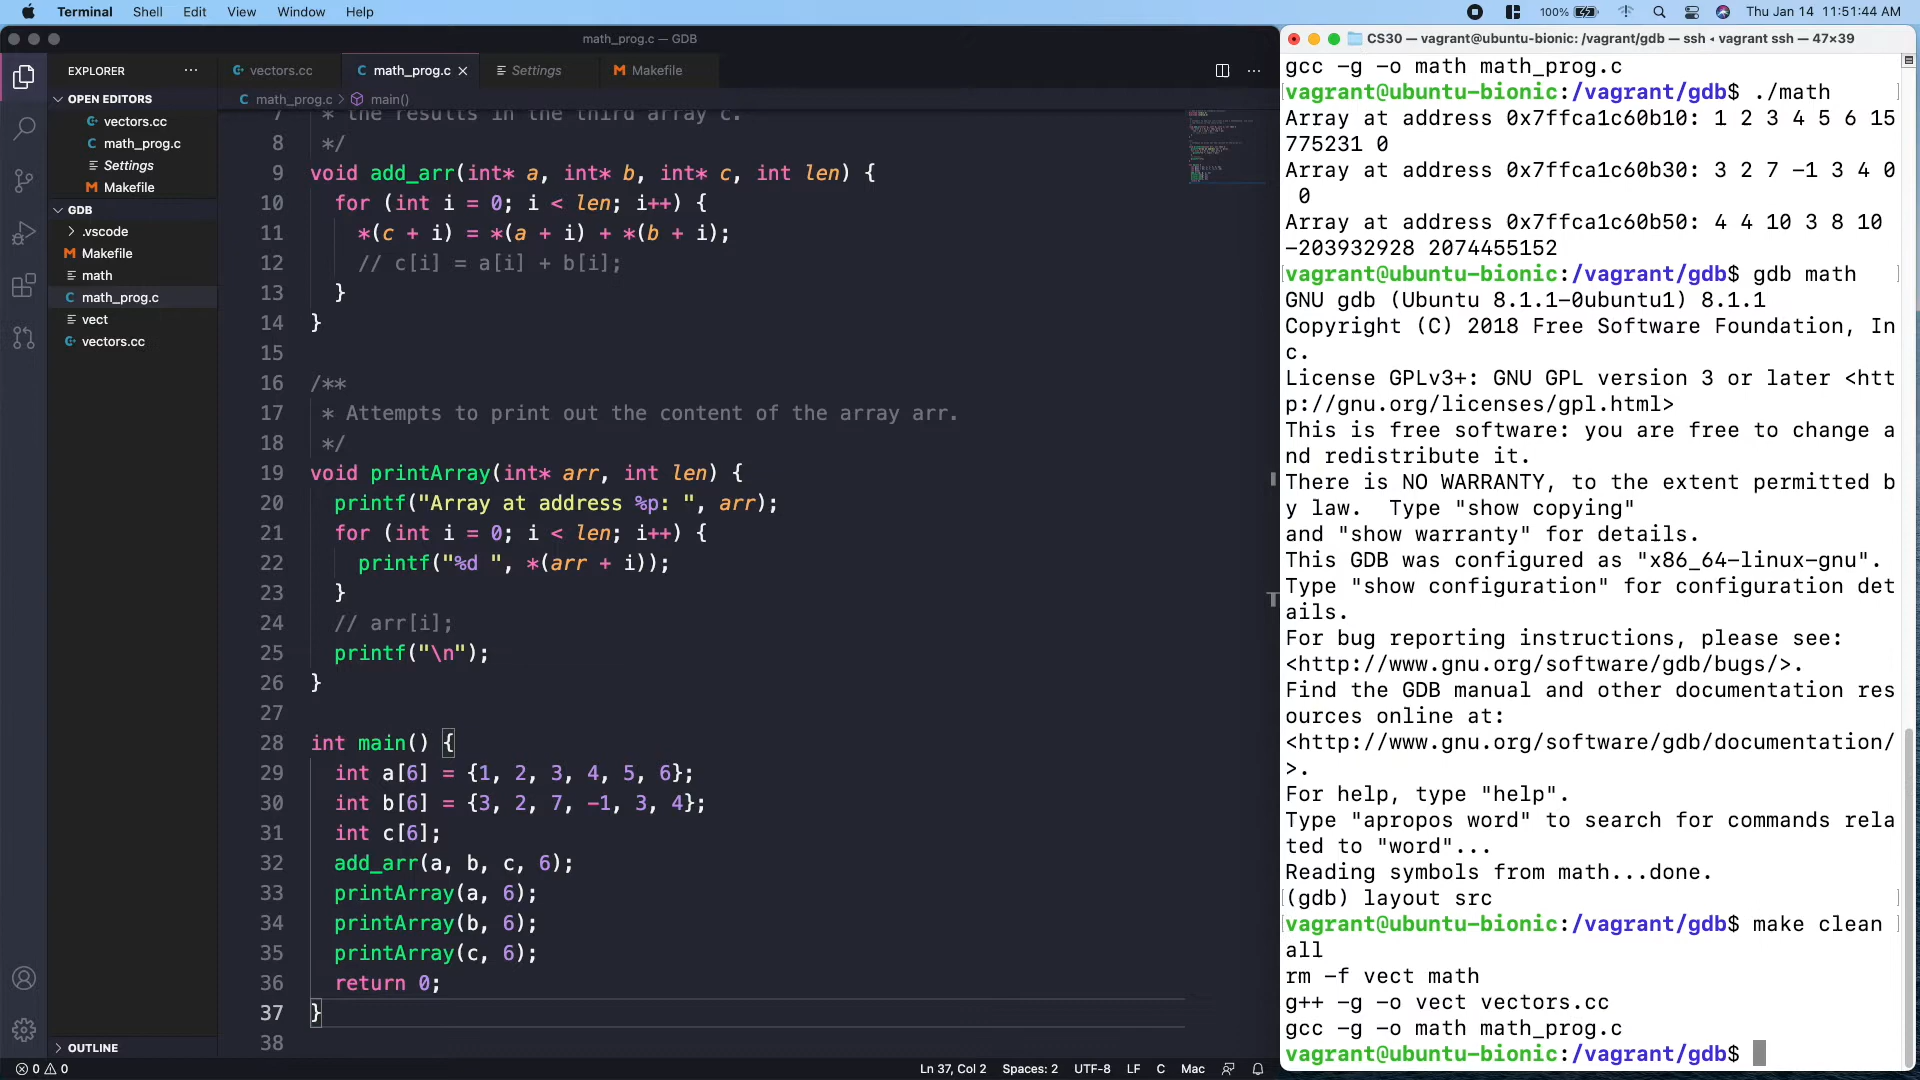 Terminal Shell Edit View Window Help 100% Thu Jan 14 11:51:44 AM
math_prog.c — GDB
EXPLORER
OPEN EDITORS
vectors.cc
math_prog.c
Settings
Makefile
GDB
.vscode
Makefile
math
math_prog.c
vect
vectors.cc
OUTLINE
vectors.cc math_prog.c Settings Makefile
math_prog.c > main()
7 * the results in the third array c.
8 */
9 void add_arr(int* a, int* b, int* c, int len) {
10 for (int i = 0; i < len; i++) {
11 *(c + i) = *(a + i) + *(b + i);
12 // c[i] = a[i] + b[i];
13 }
14 }
15
16 /**
17 * Attempts to print out the content of the array arr.
18 */
19 void printArray(int* arr, int len) {
20 printf("Array at address %p: ", arr);
21 for (int i = 0; i < len; i++) {
22 printf("%d ", *(arr + i));
23 }
24 // arr[i];
25 printf("\n");
26 }
27
28 int main() {
29 int a[6] = {1, 2, 3, 4, 5, 6};
30 int b[6] = {3, 2, 7, -1, 3, 4};
31 int c[6];
32 add_arr(a, b, c, 6);
33 printArray(a, 6);
34 printArray(b, 6);
35 printArray(c, 6);
36 return 0;
37 }
38
0 0 Ln 37, Col 2 Spaces: 2 UTF-8 LF C Mac
CS30 — vagrant@ubuntu-bionic: /vagrant/gdb — ssh ◂ vagrant ssh — 47×39
gcc -g -o math math_prog.c
vagrant@ubuntu-bionic:/vagrant/gdb$ ./math
Array at address 0x7ffca1c60b10: 1 2 3 4 5 6 15
775231 0
Array at address 0x7ffca1c60b30: 3 2 7 -1 3 4 0
0
Array at address 0x7ffca1c60b50: 4 4 10 3 8 10
-203932928 2074455152
vagrant@ubuntu-bionic:/vagrant/gdb$ gdb math
GNU gdb (Ubuntu 8.1.1-0ubuntu1) 8.1.1
Copyright (C) 2018 Free Software Foundation, In
c.
License GPLv3+: GNU GPL version 3 or later <htt
p://gnu.org/licenses/gpl.html>
This is free software: you are free to change a
nd redistribute it.
There is NO WARRANTY, to the extent permitted b
y law. Type "show copying"
and "show warranty" for details.
This GDB was configured as "x86_64-linux-gnu".
Type "show configuration" for configuration det
ails.
For bug reporting instructions, please see:
<http://www.gnu.org/software/gdb/bugs/>.
Find the GDB manual and other documentation res
ources online at:
<http://www.gnu.org/software/gdb/documentation/
>.
For help, type "help".
Type "apropos word" to search for commands rela
ted to "word"...
Reading symbols from math...done.
(gdb) layout src
vagrant@ubuntu-bionic:/vagrant/gdb$ make clean
all
rm -f vect math
g++ -g -o vect vectors.cc
gcc -g -o math math_prog.c
vagrant@ubuntu-bionic:/vagrant/gdb$